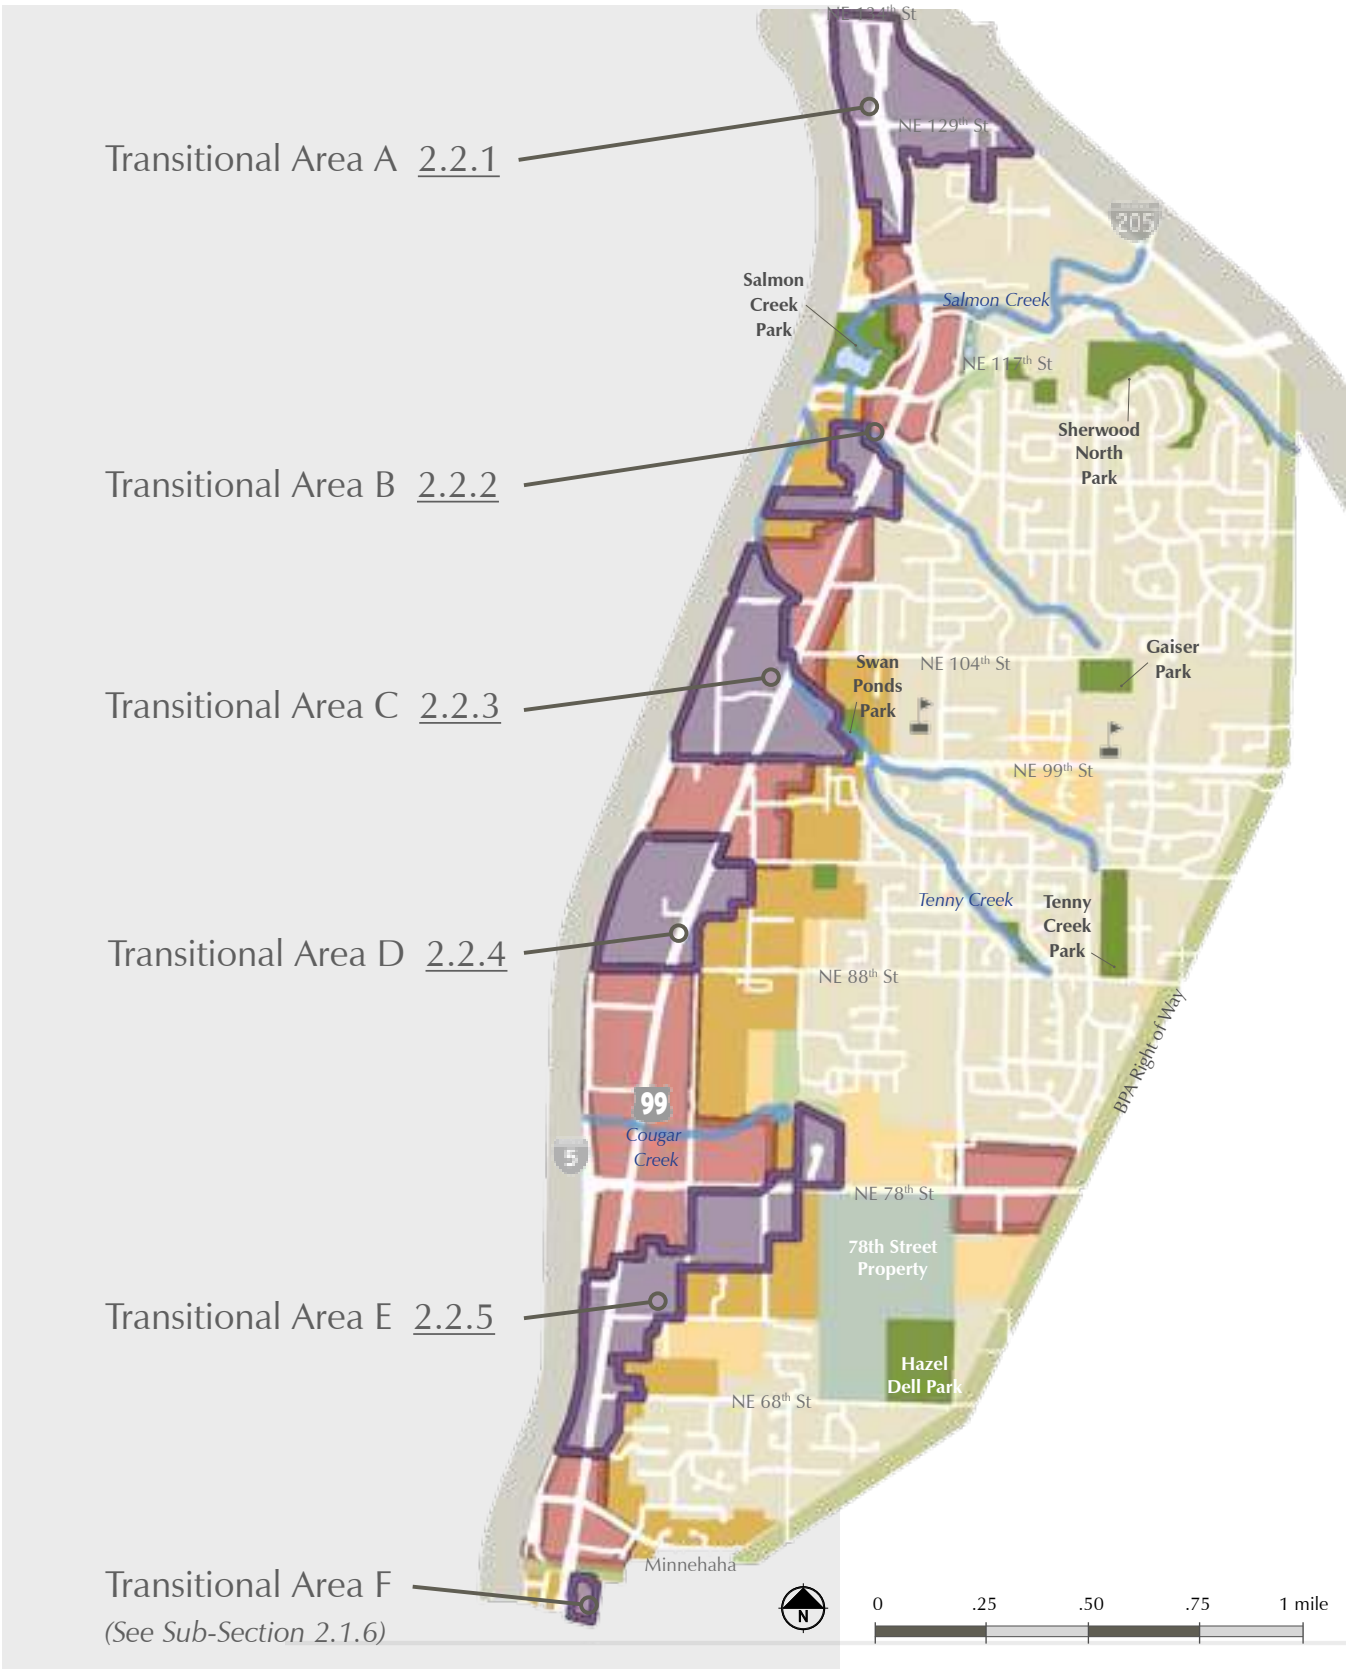 NE 134th St
Transitional Area A 2.2.1
NE 129th St
205
Salmon
Creek
Park
Salmon Creek
NE 117th St
Sherwood
North
Park
Transitional Area B 2.2.2
Gaiser
Park
Swan
Ponds
Park
NE 104th St
Transitional Area C 2.2.3
NE 99th St
Tenny Creek
Tenny
Creek
Park
Transitional Area D 2.2.4
NE 88th St
BPA Right of Way
99
Cougar
Creek
5
NE 78th St
78th Street
Property
Transitional Area E 2.2.5
Hazel
Dell Park
NE 68th St
Minnehaha
Transitional Area F
(See Sub-Section 2.1.6)
N
0 .25 .50 .75 1 mile